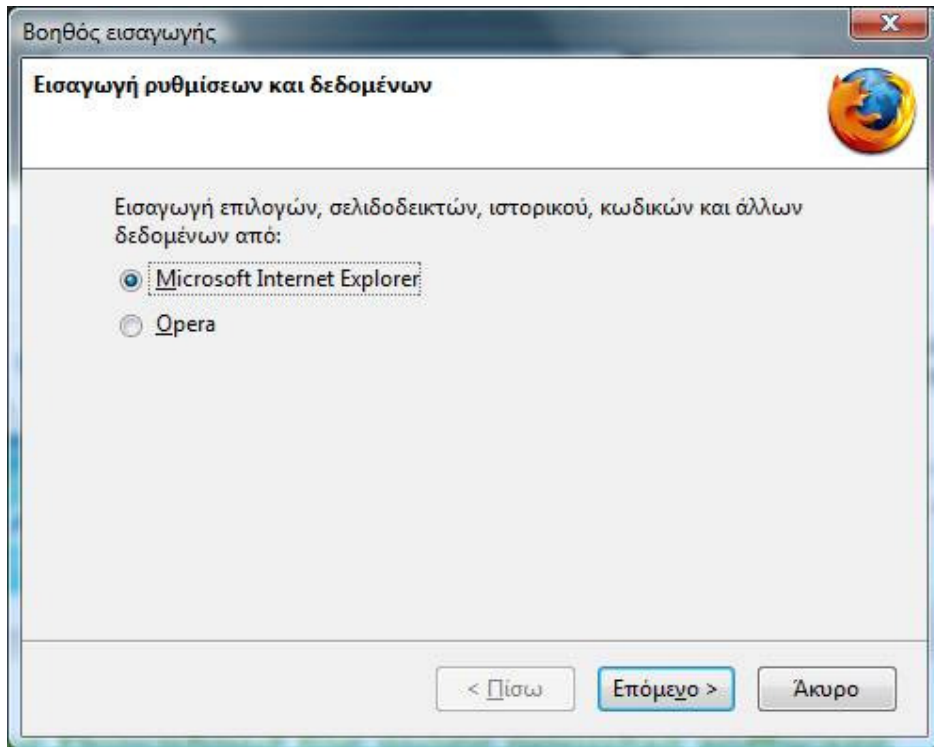 Βοηθός εισαγωγής
Εισαγωγή ρυθμίσεων και δεδομένων
Εισαγωγή επιλογών, σελιδοδεικτών, ιστορικού, κωδικών και άλλων
δεδομένων από:
Microsoft Internet Explorer
Opera
< Πίσω Επόμενο > Άκυρο